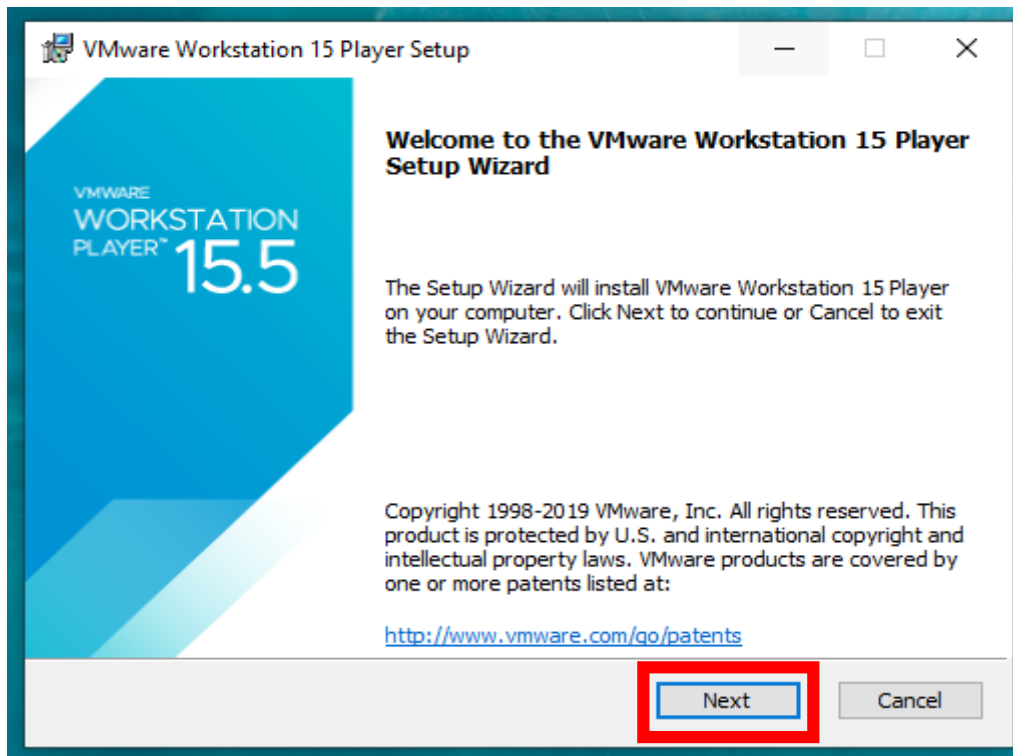 VMware Workstation 15 Player Setup
Welcome to the VMware Workstation 15 Player
Setup Wizard
VMWARE
WORKSTATION
PLAYER™ 15.5
The Setup Wizard will install VMware Workstation 15 Player
on your computer. Click Next to continue or Cancel to exit
the Setup Wizard.
Copyright 1998-2019 VMware, Inc. All rights reserved. This
product is protected by U.S. and international copyright and
intellectual property laws. VMware products are covered by
one or more patents listed at:
http://www.vmware.com/go/patents
Next
Cancel